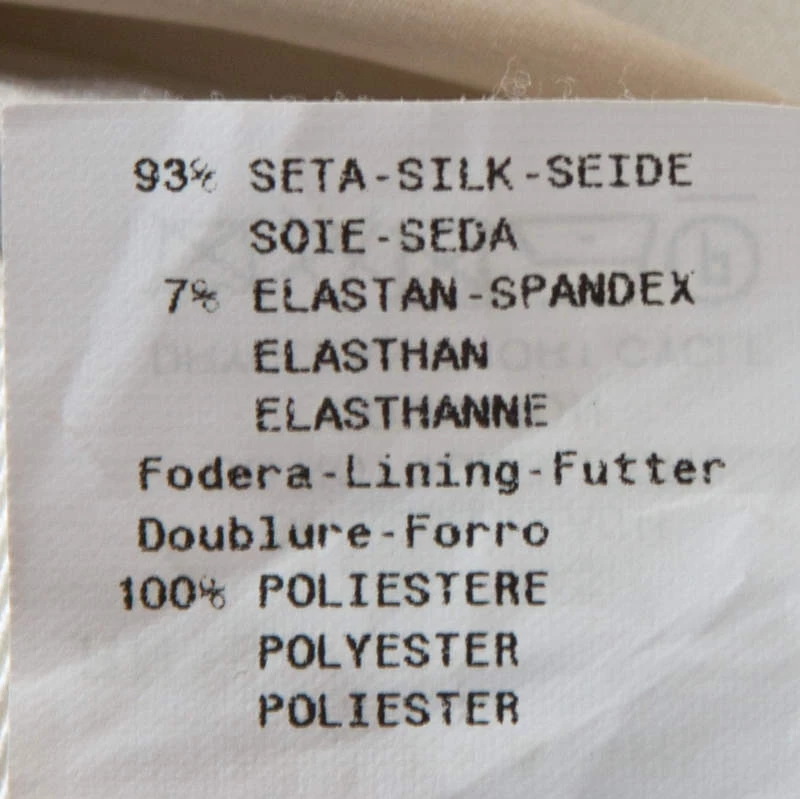 93% SETA-SILK-SEIDE
SOIE-SEDA
7% ELASTAN-SPANDEX
ELASTHAN
ELASTHANNE
Fodera-Lining-Futter
Doublure-Forro
100% POLIESTERE
POLYESTER
POLIESTER